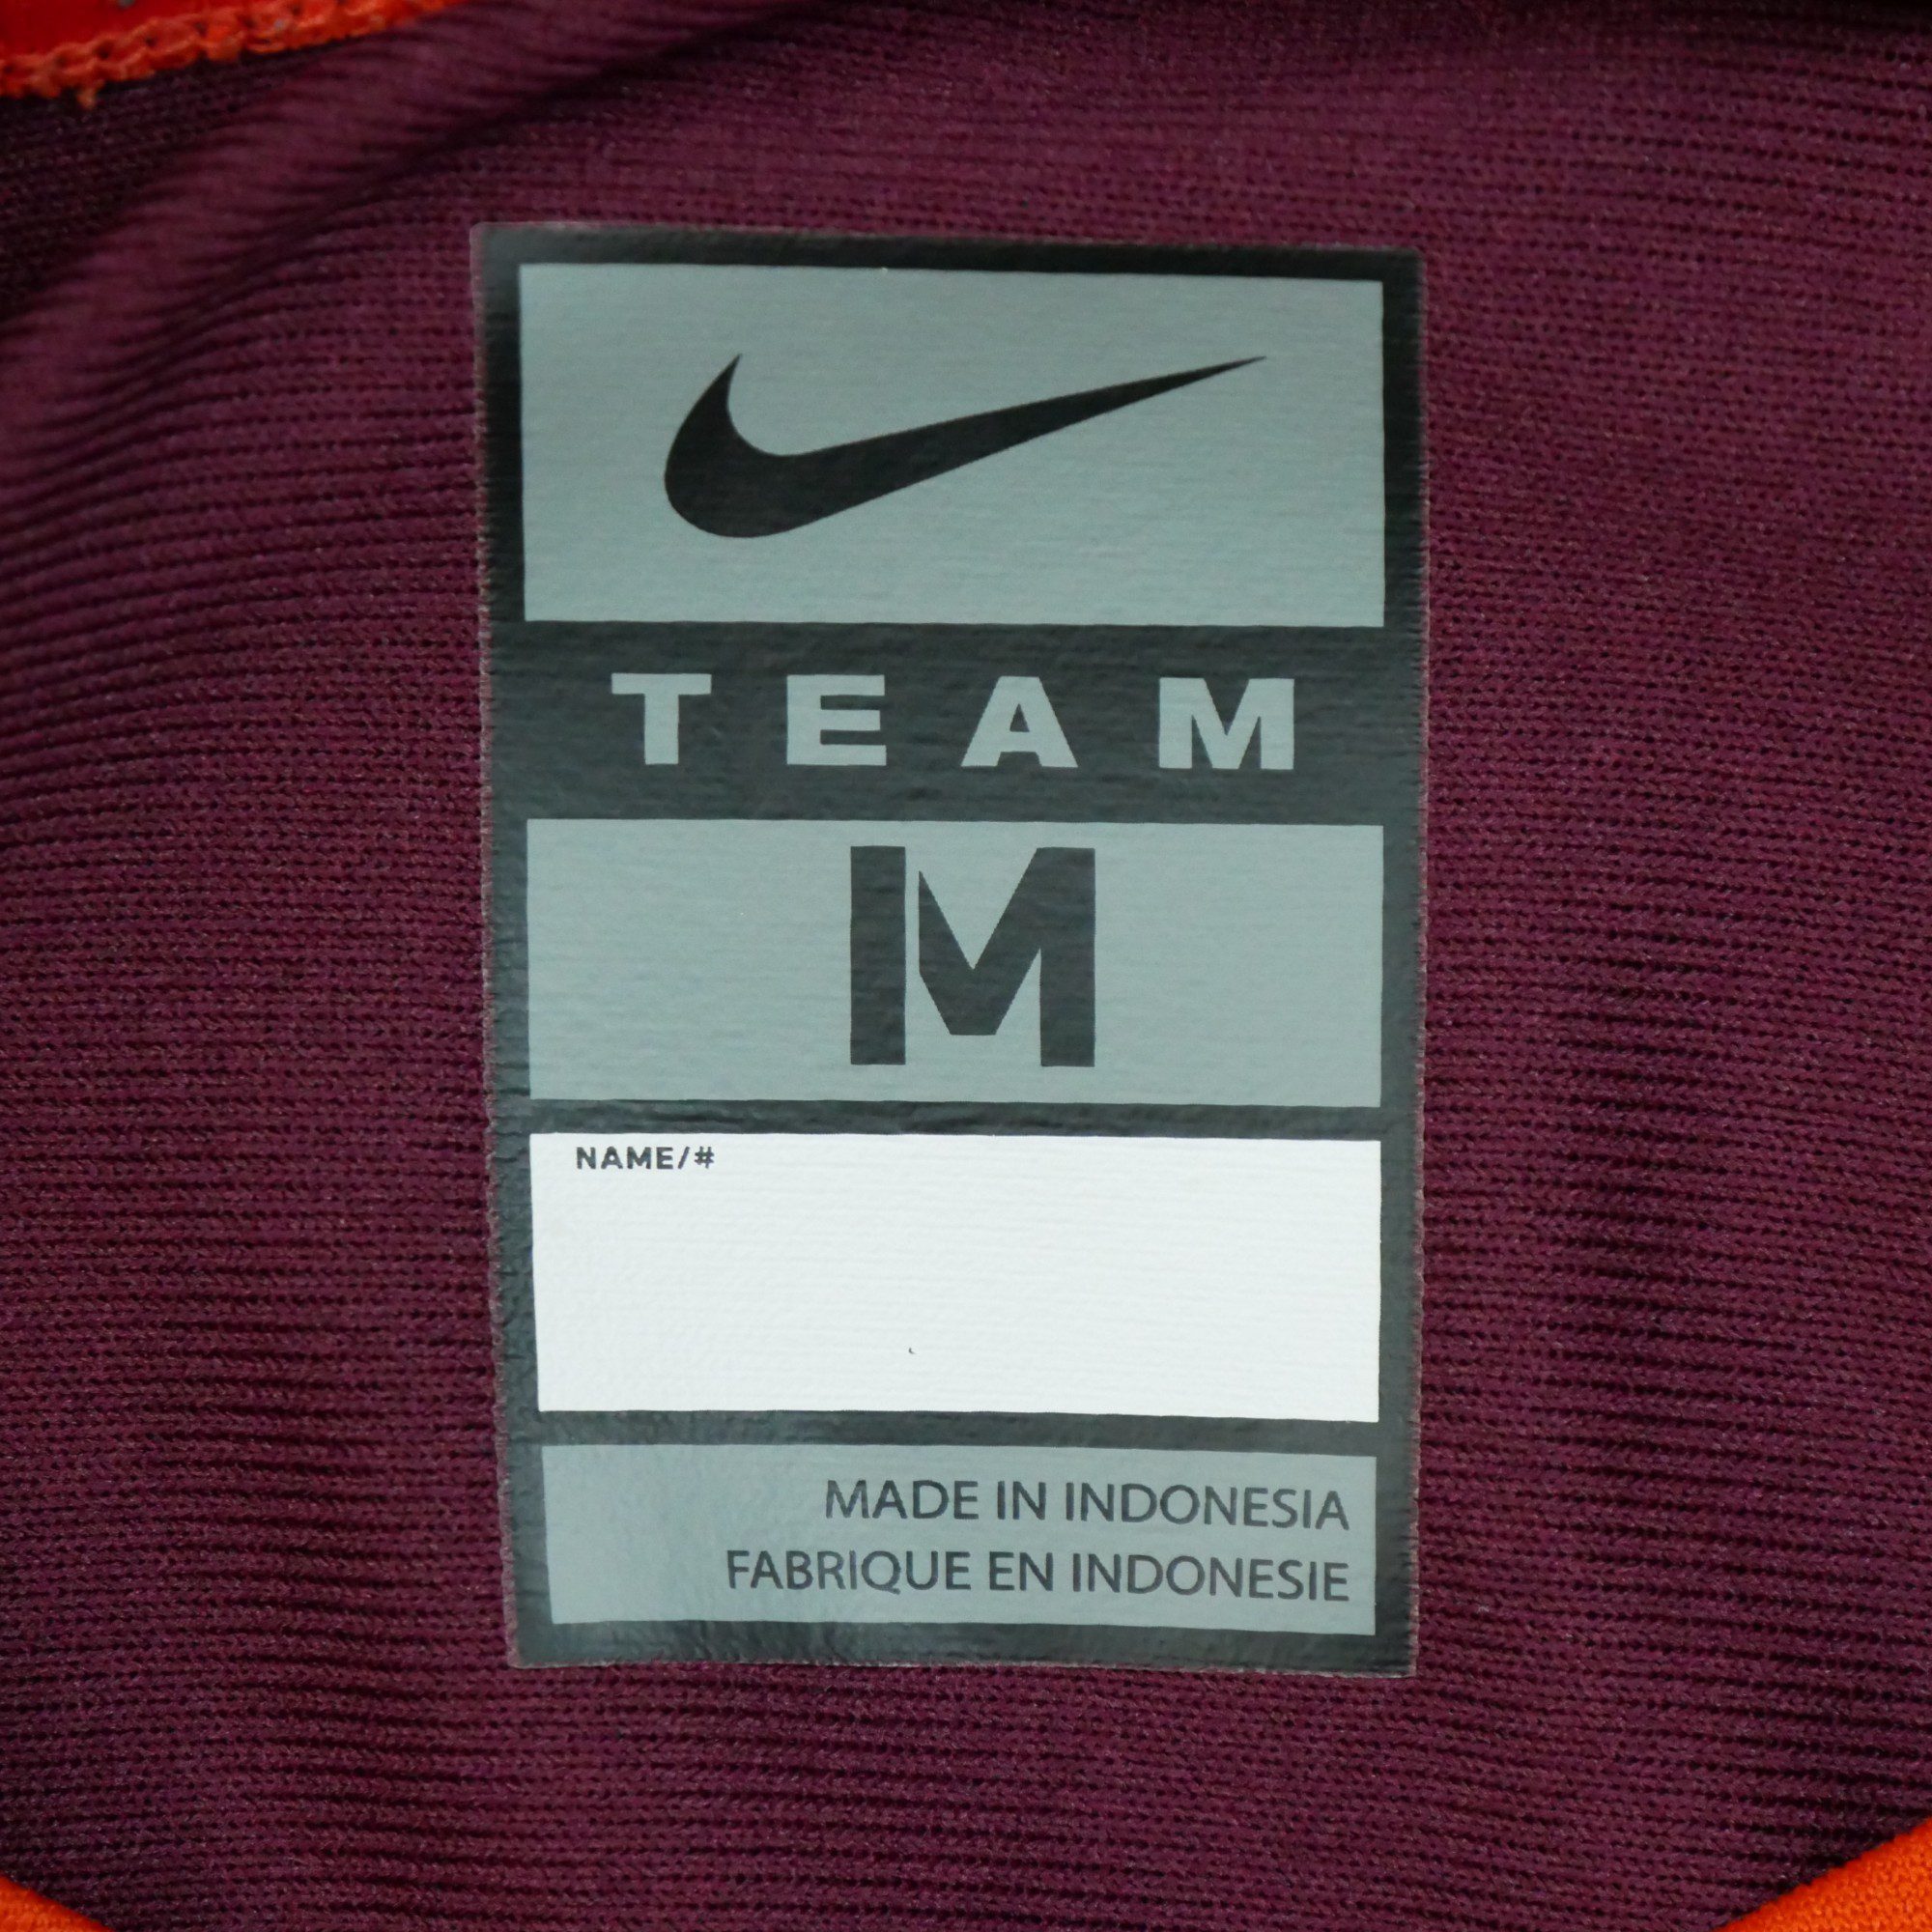 TEAM
M
NAME/#
MADE IN INDONESIA
FABRIQUE EN INDONESIE